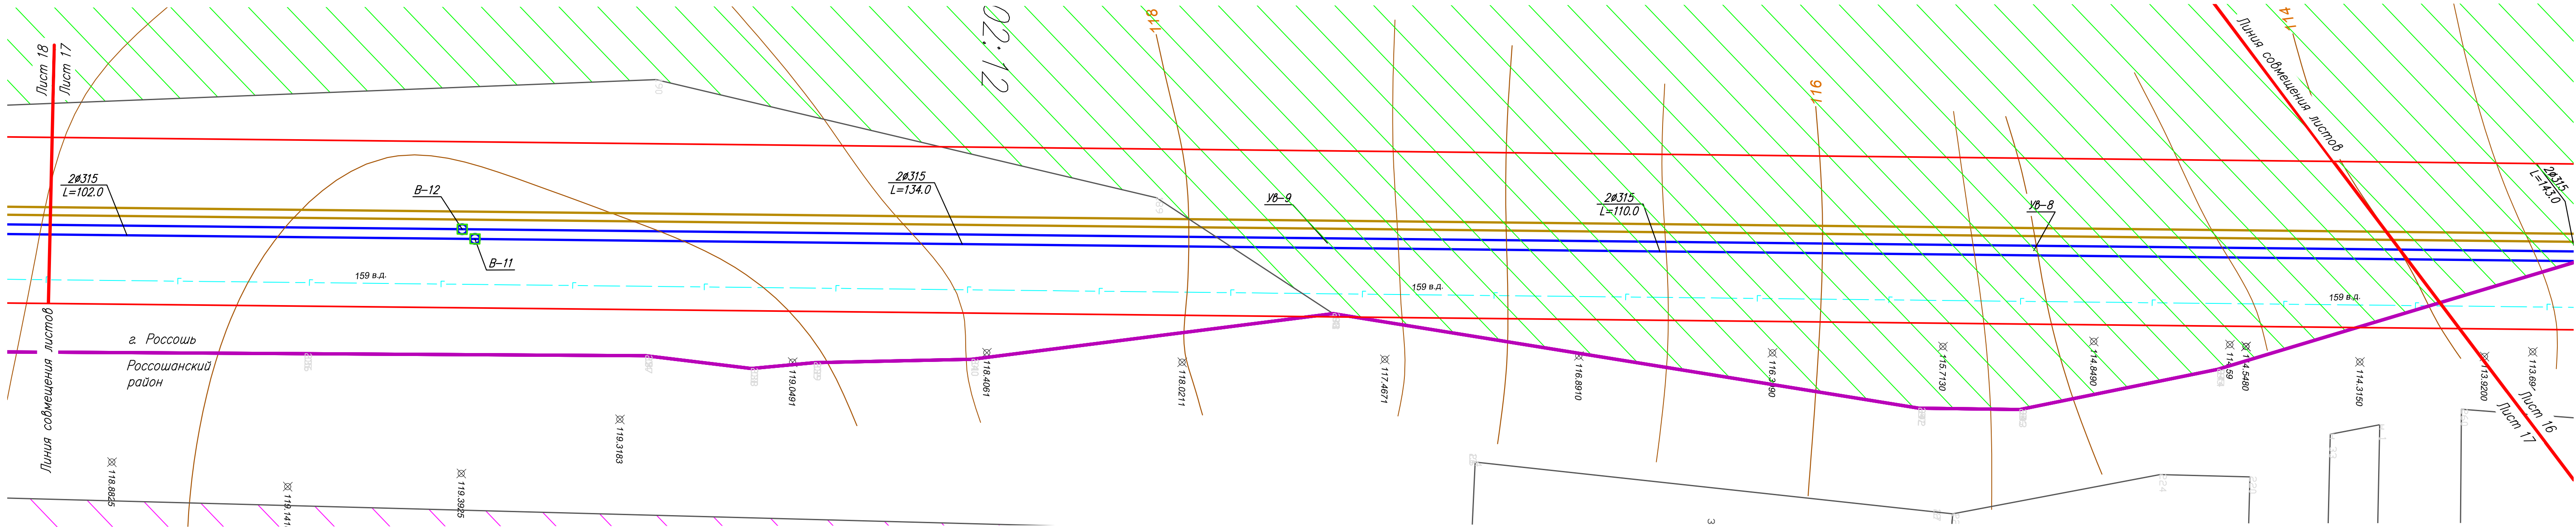 Лист 18
Лист 17
Линия совмещения листов
2ø315
L=102.0
В-12
В-11
159 в.д.
г. Россошь
Россошанский
район
118.8825
119.141
119.3925
119.3183
119.0491
2ø315
L=134.0
118.4061
118
118.0211
Ув-9
159 в.д.
117.4671
2ø315
L=110.0
116.8910
116
115.7130
Ув-8
114.8490
114.5480
159 в.д.
114.3150
114
Линия совмещения листов
2ø315
L=143.0
113.9200
Лист 16
Лист 17